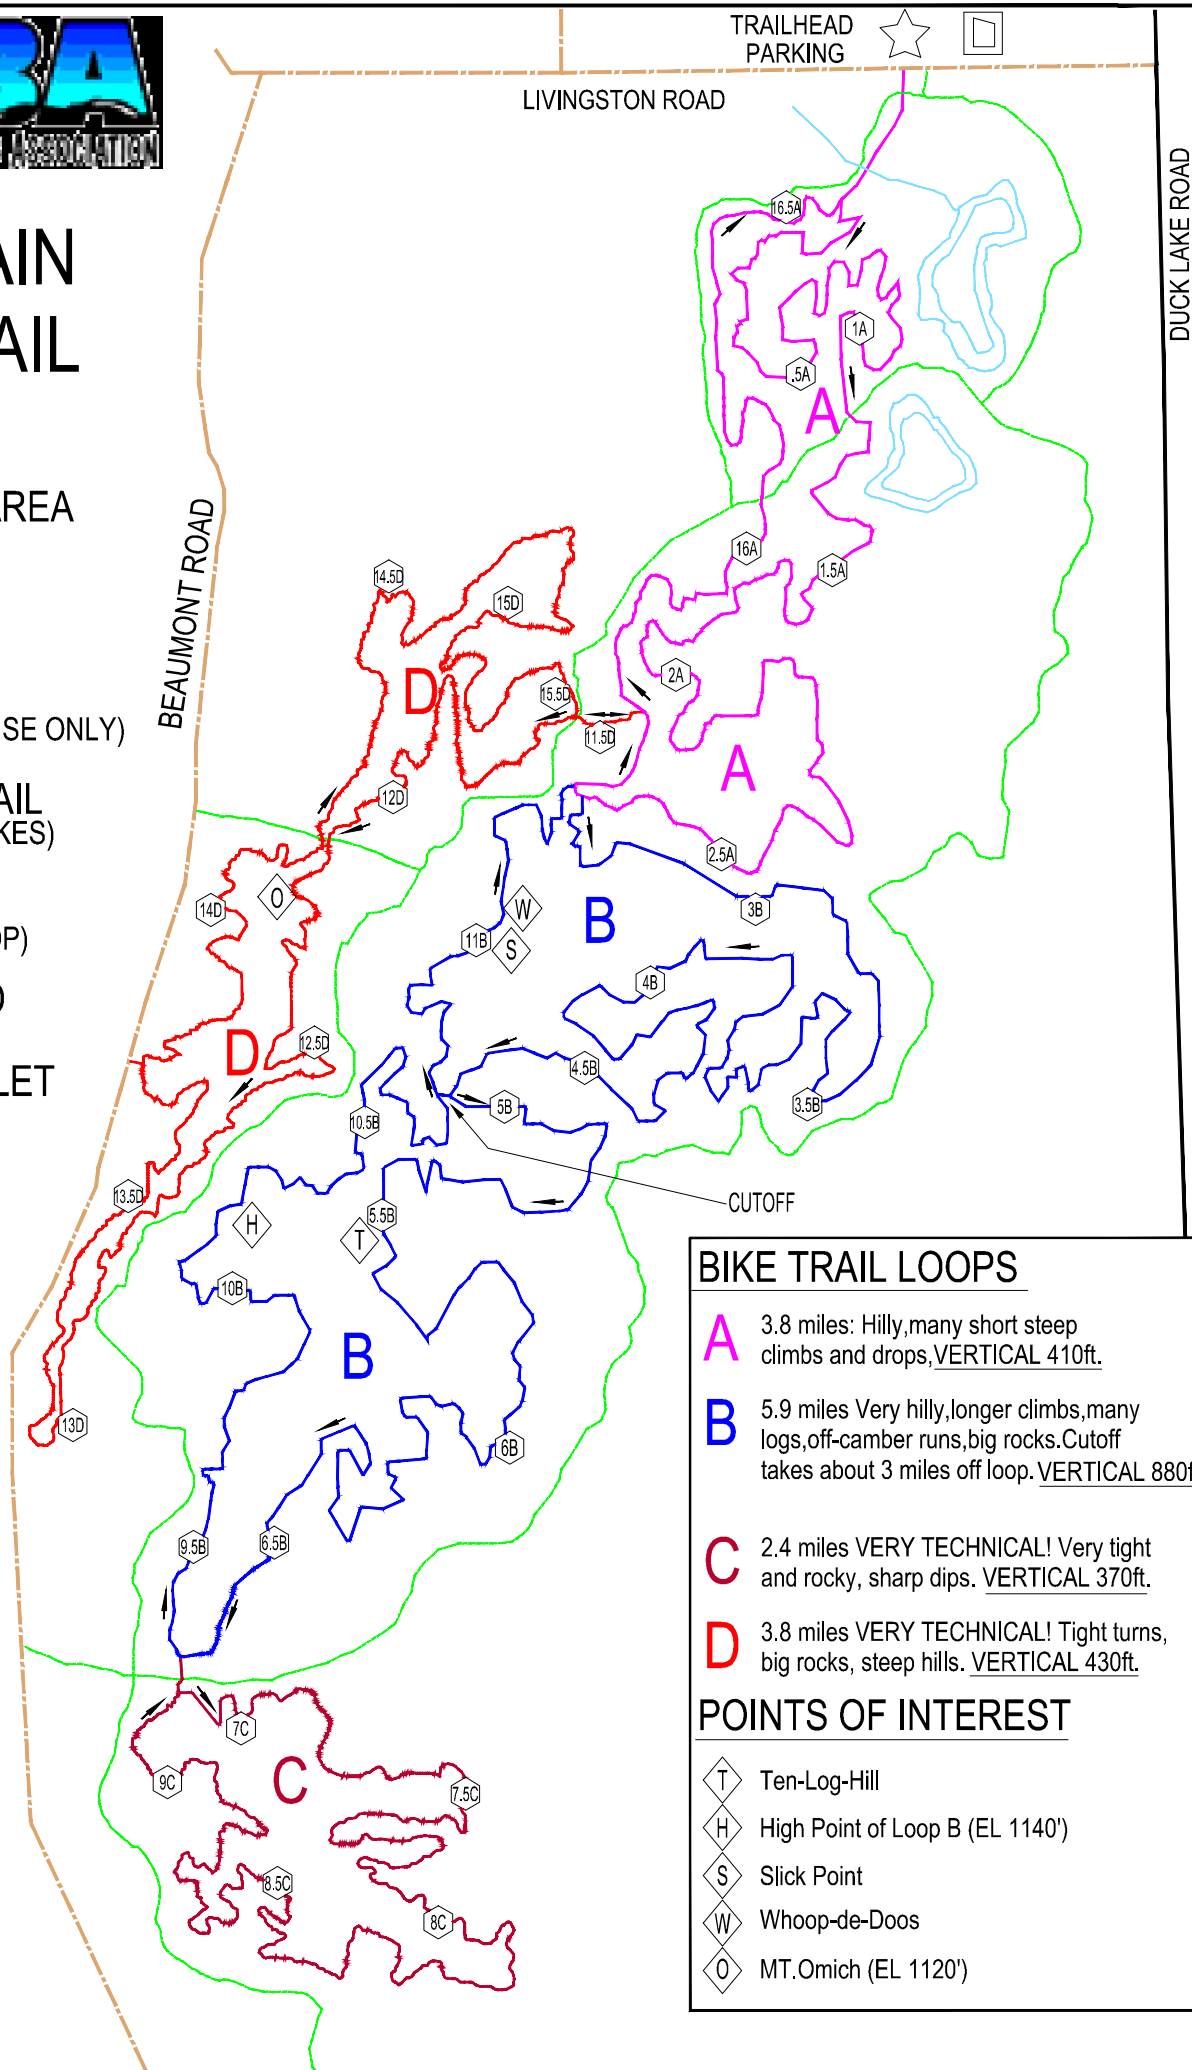 TRAILHEAD
PARKING
BA
ASSOCIATION
LIVINGSTON ROAD
DUCK LAKE ROAD
AIN
AIL
AREA
BEAUMONT ROAD
SE ONLY)
AIL
KES)
OP)
D
LET
16.5A
1A
.5A
A
16A
1.5A
14.5D
15D
D
2A
15.5D
11.5D
A
12D
2.5A
O
14D
W
B
3B
11B
S
4B
D
12.5D
4.5B
5B
3.5B
10.5B
13.5D
CUTOFF
H
5.5B
T
10B
B
13D
6B
9.5B
6.5B
7C
C
9C
7.5C
8.5C
8C
BIKE TRAIL LOOPS
A 3.8 miles: Hilly,many short steep
climbs and drops,VERTICAL 410ft.
B 5.9 miles Very hilly,longer climbs,many
logs,off-camber runs,big rocks.Cutoff
takes about 3 miles off loop. VERTICAL 880f
C 2.4 miles VERY TECHNICAL! Very tight
and rocky, sharp dips. VERTICAL 370ft.
D 3.8 miles VERY TECHNICAL! Tight turns,
big rocks, steep hills. VERTICAL 430ft.
POINTS OF INTEREST
T Ten-Log-Hill
H High Point of Loop B (EL 1140')
S Slick Point
W Whoop-de-Doos
O MT.Omich (EL 1120')